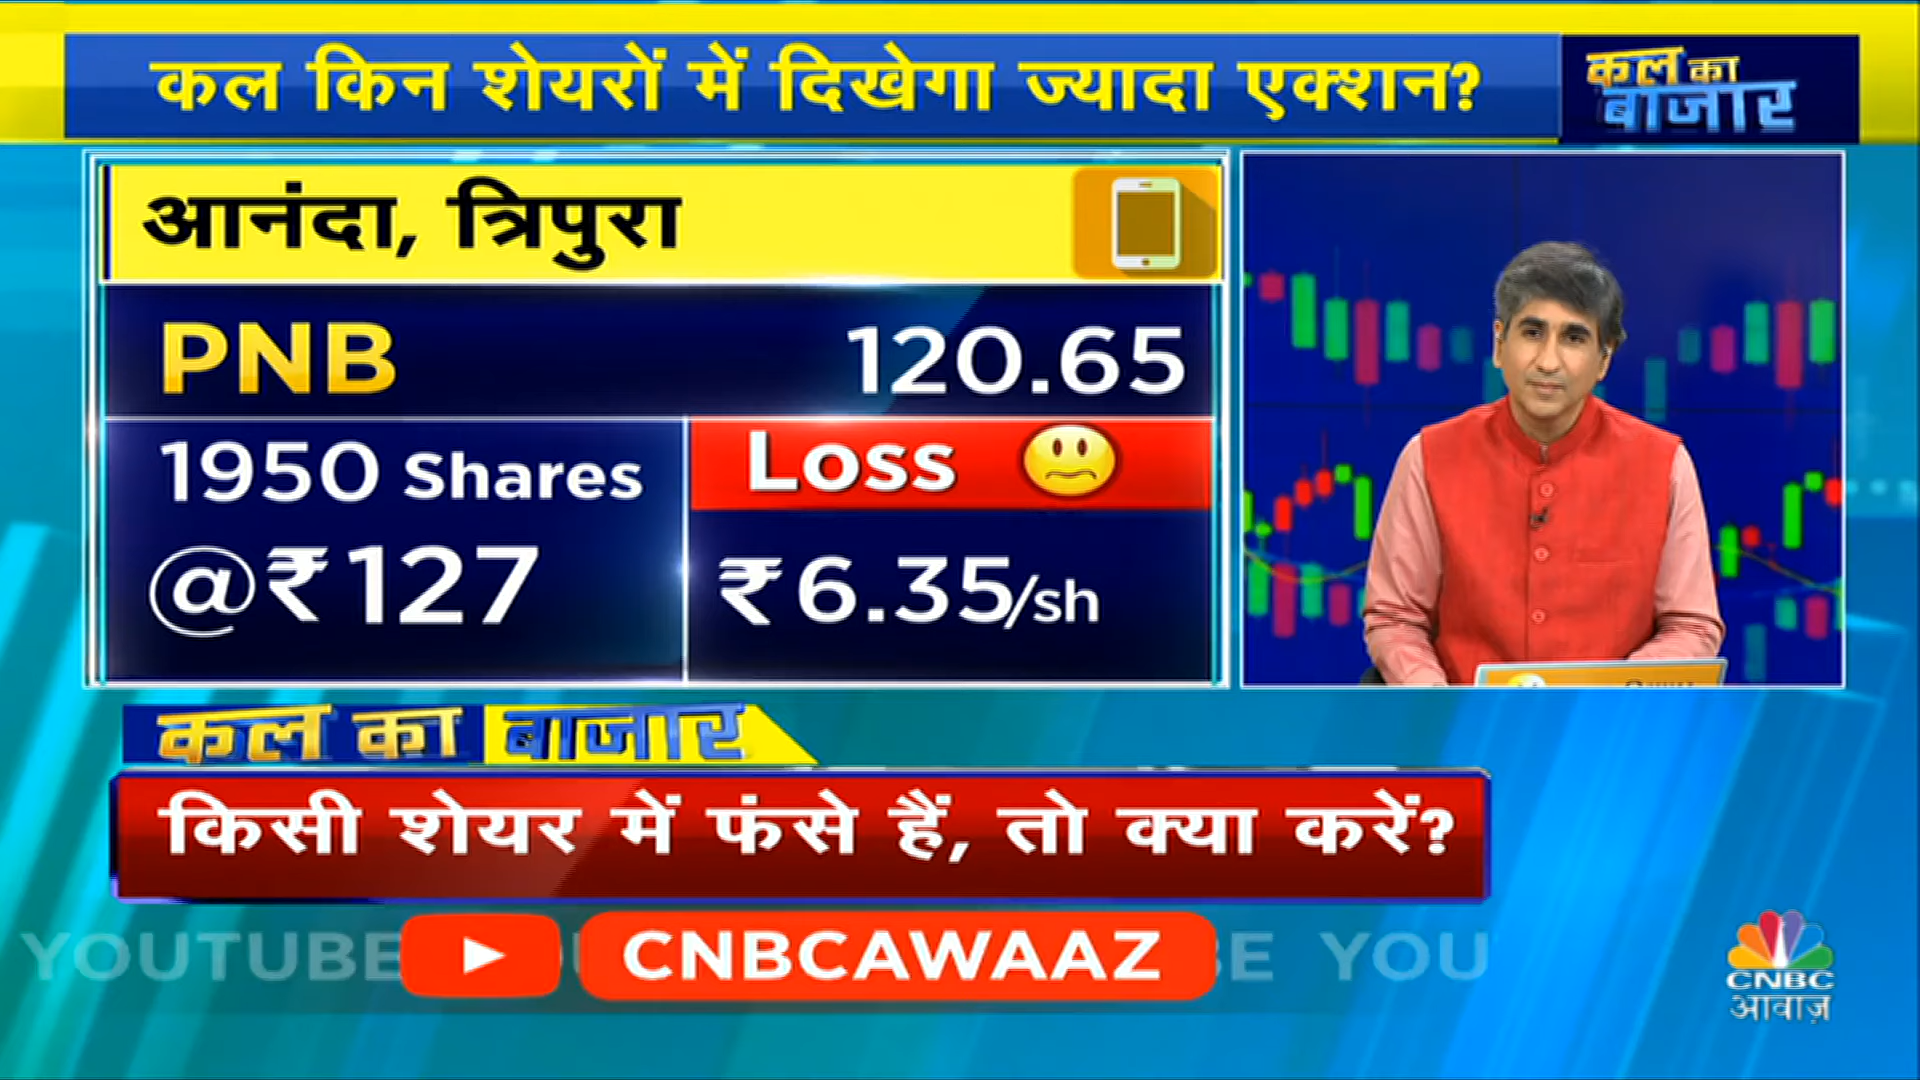 कल किन शेयरों में दिखेगा ज्यादा एक्शन?
कल का
बाजार
आनंदा, त्रिपुरा
PNB 120.65
1950 Shares
@₹127
Loss
₹6.35/sh
कल का बाजार
किसी शेयर में फंसे हैं, तो क्या करें?
YOUTUBE
CNBCAWAAZ
BE YOU
CNBC
आवाज़